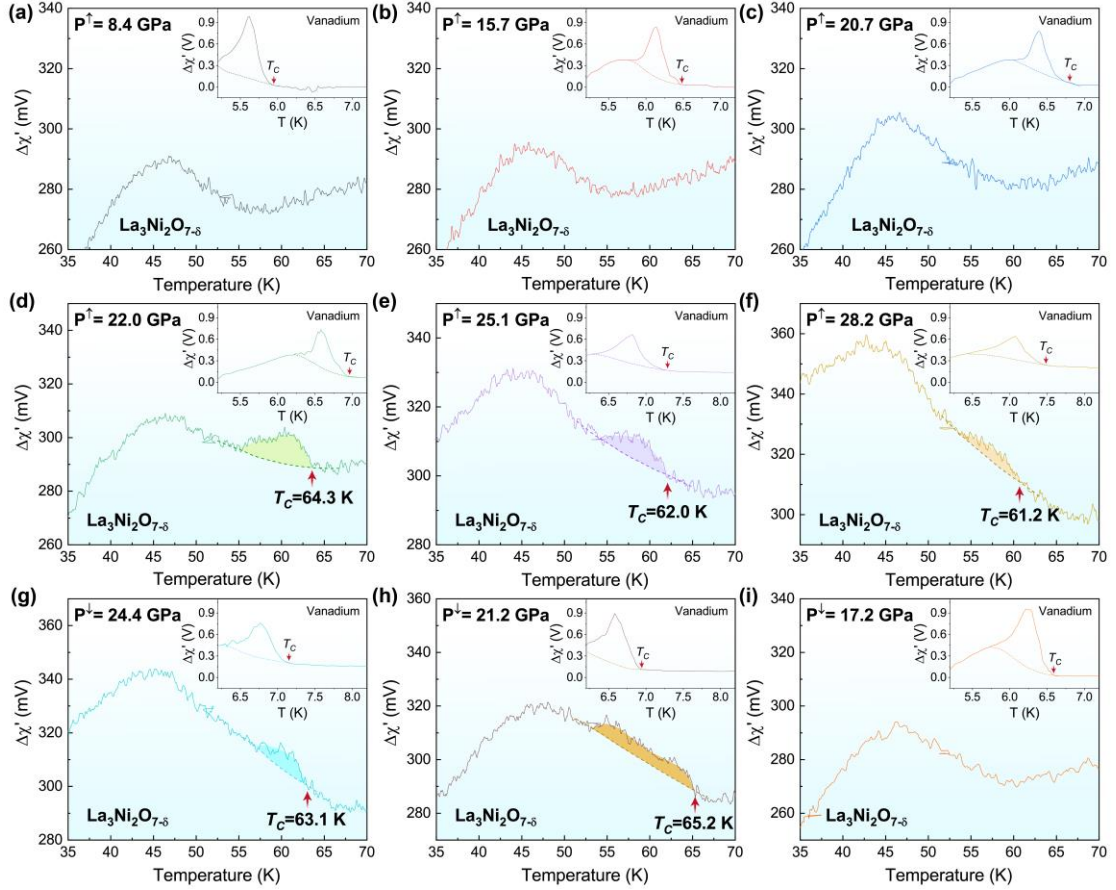 (a)
P↑= 8.4 GPa
Vanadium
0.9
0.6
0.3
0.0
Δχ' (V)
T_C
5.5 6.0 6.5 7.0
T (K)
340
320
300
280
260
Δχ' (mV)
La₃Ni₂O₇₋δ
35 40 45 50 55 60 65 70
Temperature (K)
(b)
P↑= 15.7 GPa
Vanadium
0.9
0.6
0.3
0.0
Δχ' (V)
T_C
5.5 6.0 6.5 7.0
T (K)
340
320
300
280
260
Δχ' (mV)
La₃Ni₂O₇₋δ
35 40 45 50 55 60 65 70
Temperature (K)
(c)
P↑= 20.7 GPa
Vanadium
0.9
0.6
0.3
0.0
Δχ' (V)
T_C
5.5 6.0 6.5 7.0
T (K)
340
320
300
280
260
Δχ' (mV)
La₃Ni₂O₇₋δ
35 40 45 50 55 60 65 70
Temperature (K)
(d)
P↑= 22.0 GPa
Vanadium
0.9
0.6
0.3
0.0
Δχ' (V)
T_C
5.5 6.0 6.5 7.0
T (K)
340
320
300
280
260
Δχ' (mV)
T_C=64.3 K
La₃Ni₂O₇₋δ
35 40 45 50 55 60 65 70
Temperature (K)
(e)
P↑= 25.1 GPa
Vanadium
0.9
0.6
0.3
0.0
Δχ' (V)
T_C
6.5 7.0 7.5 8.0
T (K)
340
320
300
280
Δχ' (mV)
T_C=62.0 K
La₃Ni₂O₇₋δ
35 40 45 50 55 60 65 70
Temperature (K)
(f)
P↑= 28.2 GPa
Vanadium
0.9
0.6
0.3
0.0
Δχ' (V)
T_C
6.5 7.0 7.5 8.0
T (K)
360
340
320
300
Δχ' (mV)
T_C=61.2 K
La₃Ni₂O₇₋δ
35 40 45 50 55 60 65 70
Temperature (K)
(g)
P↓= 24.4 GPa
Vanadium
0.9
0.6
0.3
0.0
Δχ' (V)
T_C
6.5 7.0 7.5 8.0
T (K)
360
340
320
300
280
Δχ' (mV)
T_C=63.1 K
La₃Ni₂O₇₋δ
35 40 45 50 55 60 65 70
Temperature (K)
(h)
P↓= 21.2 GPa
Vanadium
0.9
0.6
0.3
0.0
Δχ' (V)
T_C
6.5 7.0 7.5 8.0
T (K)
360
340
320
300
280
Δχ' (mV)
T_C=65.2 K
La₃Ni₂O₇₋δ
35 40 45 50 55 60 65 70
Temperature (K)
(i)
P↓= 17.2 GPa
Vanadium
0.9
0.6
0.3
0.0
Δχ' (V)
T_C
5.5 6.0 6.5 7.0
T (K)
340
320
300
280
260
Δχ' (mV)
La₃Ni₂O₇₋δ
35 40 45 50 55 60 65 70
Temperature (K)